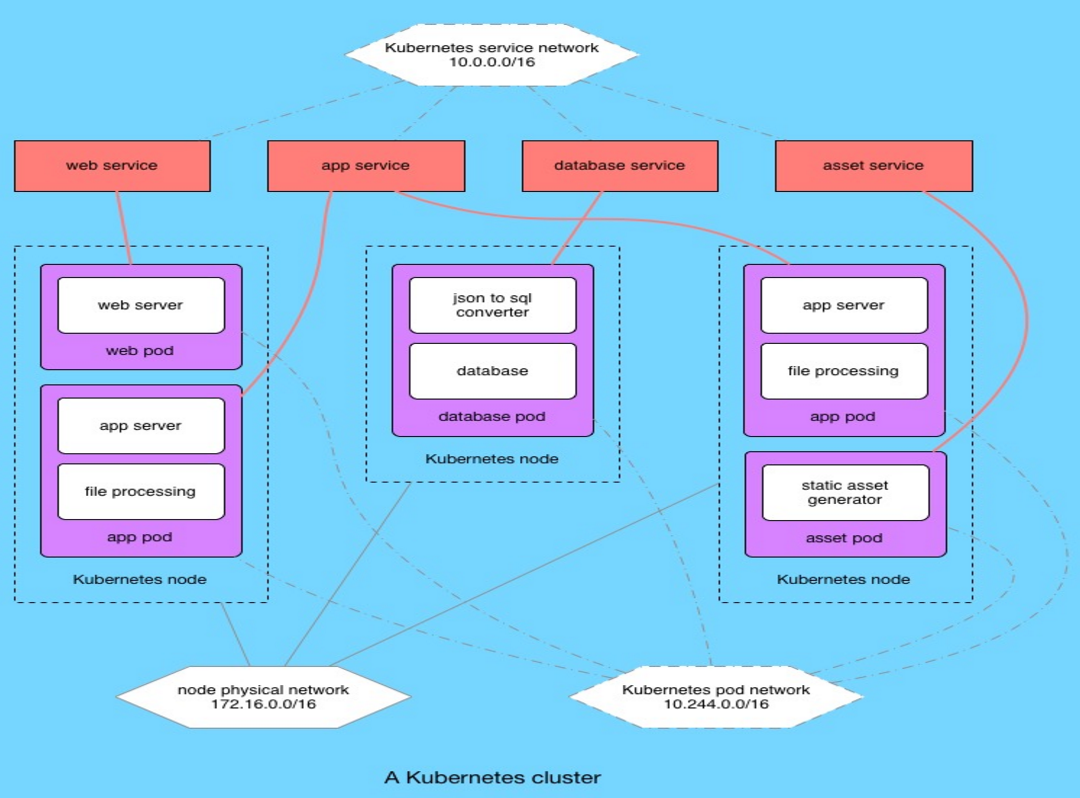 Kubernetes service network
10.0.0.0/16
web service
app service
database service
asset service
web server
web pod
app server
file processing
app pod
Kubernetes node
json to sql
converter
database
database pod
Kubernetes node
app server
file processing
app pod
static asset
generator
asset pod
Kubernetes node
node physical network
172.16.0.0/16
Kubernetes pod network
10.244.0.0/16
A Kubernetes cluster